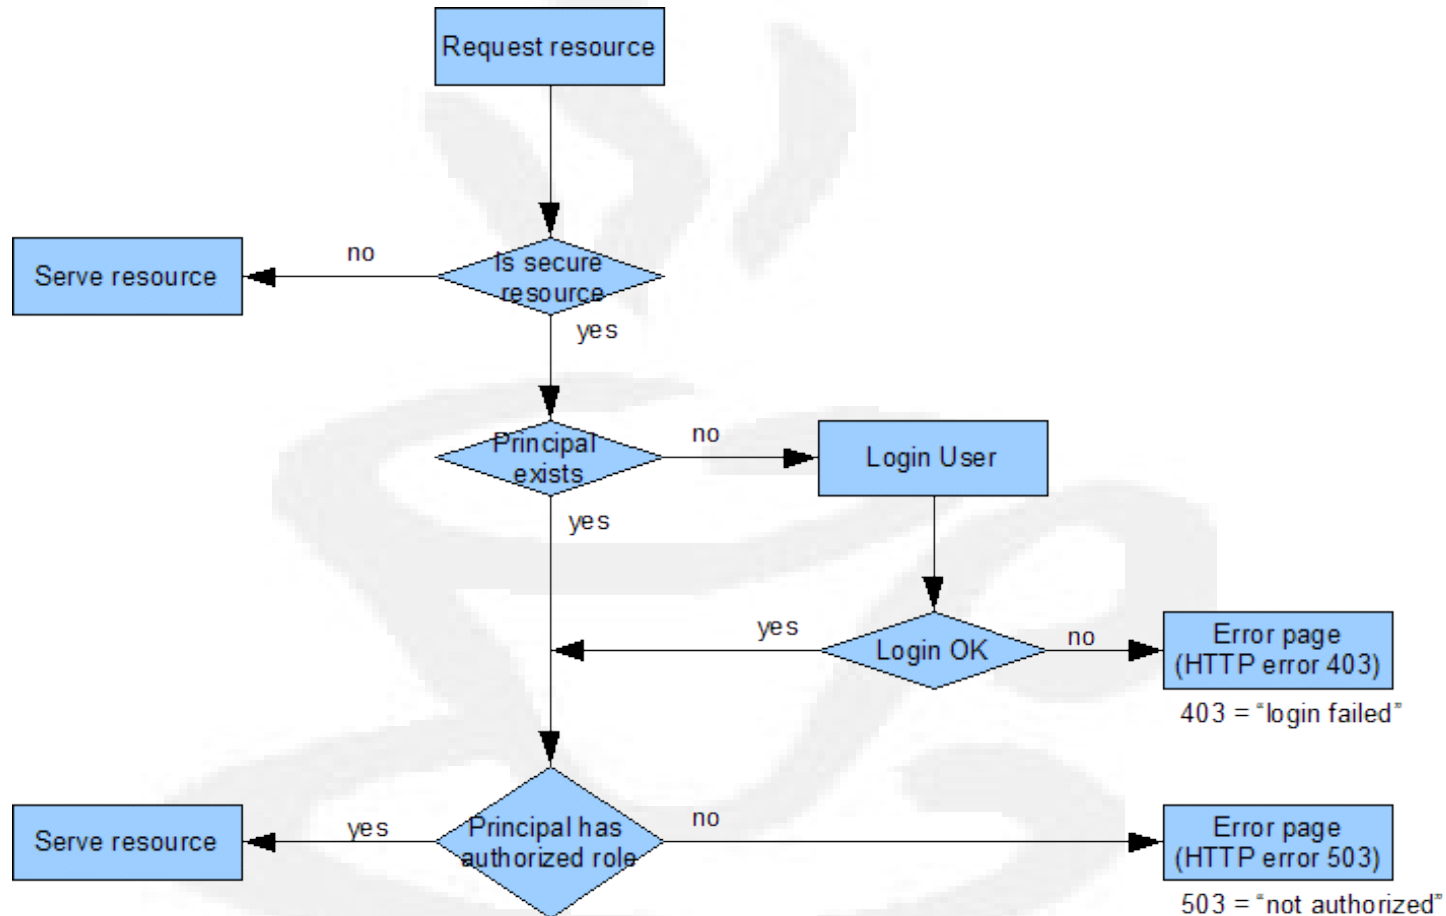 Request resource
no
Serve resource
Is secure
resource
yes
Principal
exists
no
Login User
yes
yes
Login OK
no
Error page
(HTTP error 403)
403 = “login failed”
Serve resource
yes
Principal has
authorized role
no
Error page
(HTTP error 503)
503 = “not authorized”